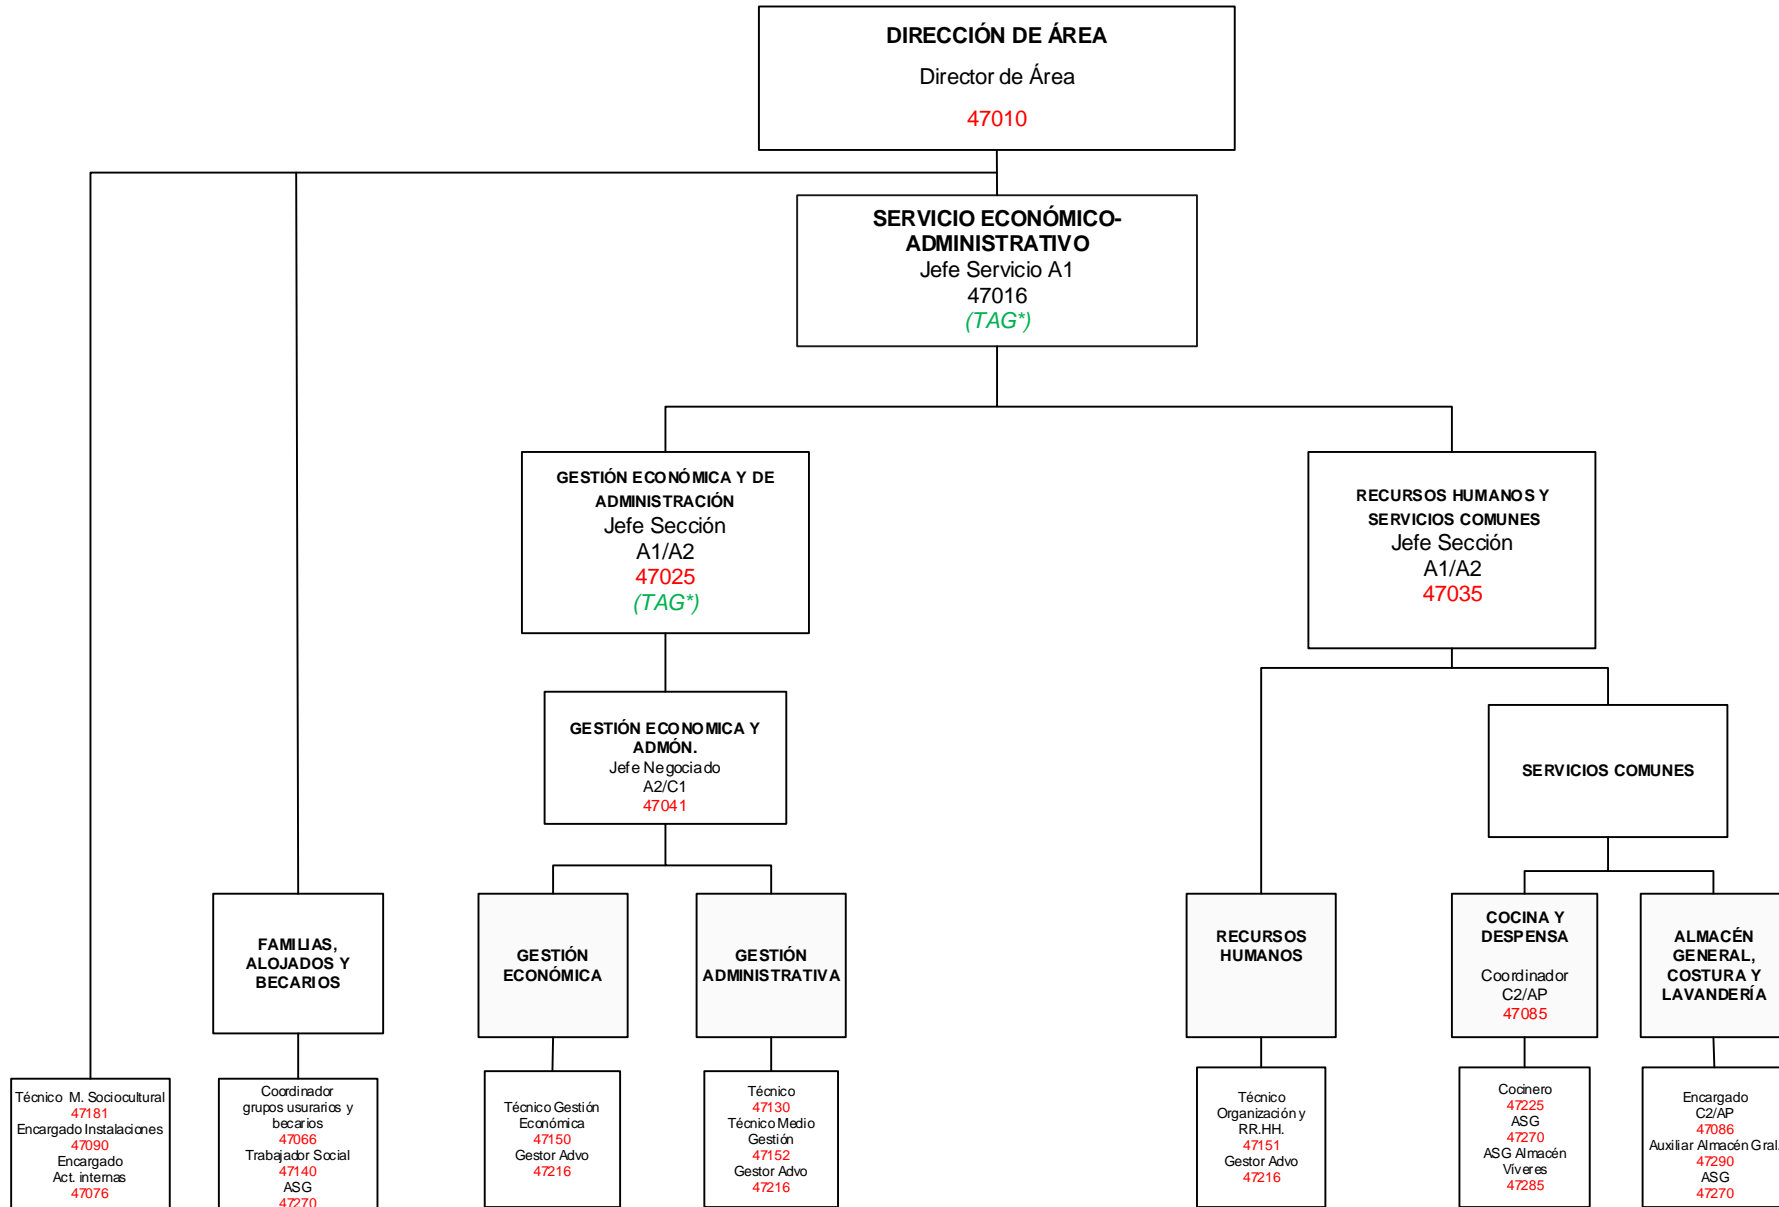 DIRECCIÓN DE ÁREA
Director de Área
47010
SERVICIO ECONÓMICO-
ADMINISTRATIVO
Jefe Servicio A1
47016
(TAG*)
GESTIÓN ECONÓMICA Y DE
ADMINISTRACIÓN
Jefe Sección
A1/A2
47025
(TAG*)
RECURSOS HUMANOS Y
SERVICIOS COMUNES
Jefe Sección
A1/A2
47035
GESTIÓN ECONOMICA Y
ADMÓN.
Jefe Negociado
A2/C1
47041
SERVICIOS COMUNES
FAMILIAS,
ALOJADOS Y
BECARIOS
GESTIÓN
ECONÓMICA
GESTIÓN
ADMINISTRATIVA
RECURSOS
HUMANOS
COCINA Y
DESPENSA
Coordinador
C2/AP
47085
ALMACÉN
GENERAL,
COSTURA Y
LAVANDERÍA
Técnico M. Sociocultural
47181
Encargado Instalaciones
47090
Encargado
Act. internas
47076
Coordinador
grupos usurarios y
becarios
47066
Trabajador Social
47140
ASG
47270
Técnico Gestión
Económica
47150
Gestor Advo
47216
Técnico
47130
Técnico Medio
Gestión
47152
Gestor Advo
47216
Técnico
Organización y
RR.HH.
47151
Gestor Advo
47216
Cocinero
47225
ASG
47270
ASG Almacén
Víveres
47285
Encargado
C2/AP
47086
Auxiliar Almacén Gral.
47290
ASG
47270